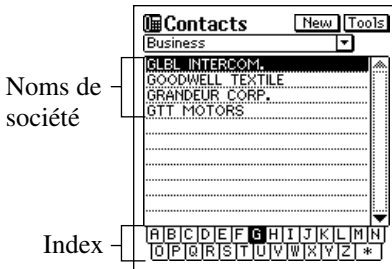 Contacts New Tools
Business
GLBL INTERCOM.
GOODWELL TEXTILE
GRANDEUR CORP.
GTT MOTORS
Noms de
société
Index
A B C D E F G H I J K L M N
O P Q R S T U V W X Y Z *